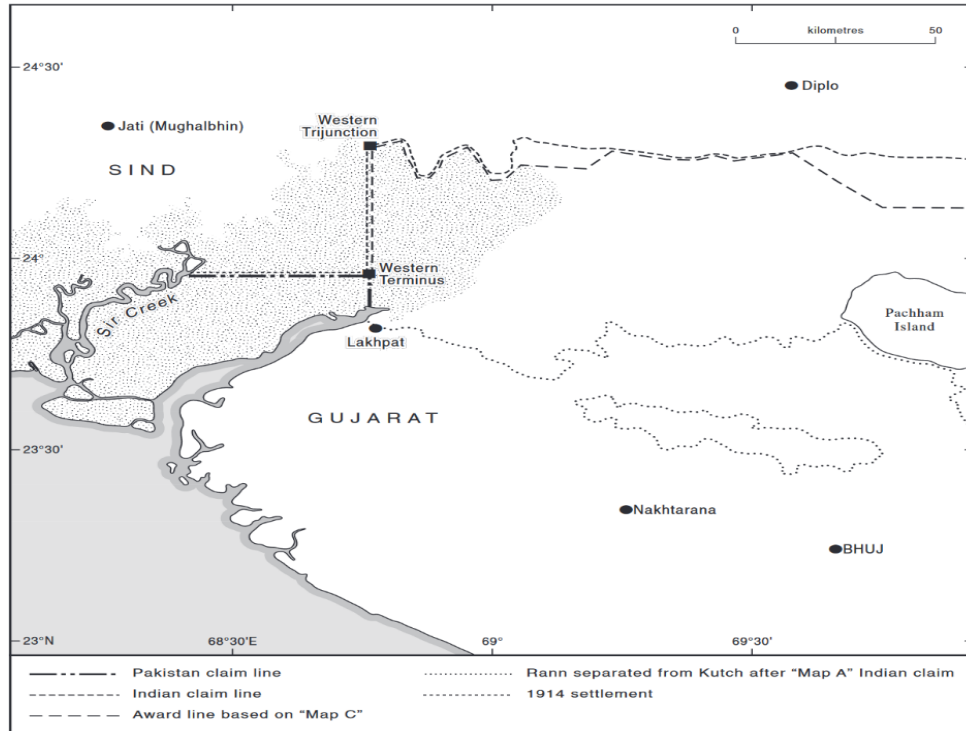 0 kilometres 50
24°30'
Diplo
Western
Trijunction
Jati (Mughalbhin)
SIND
24°
Western
Terminus
Sir Creek
Pachham
Island
Lakhpat
GUJARAT
23°30'
Nakhtarana
BHUJ
23°N
68°30'E
69°
69°30'
Pakistan claim line
Indian claim line
Award line based on “Map C”
Rann separated from Kutch after “Map A” Indian claim
1914 settlement